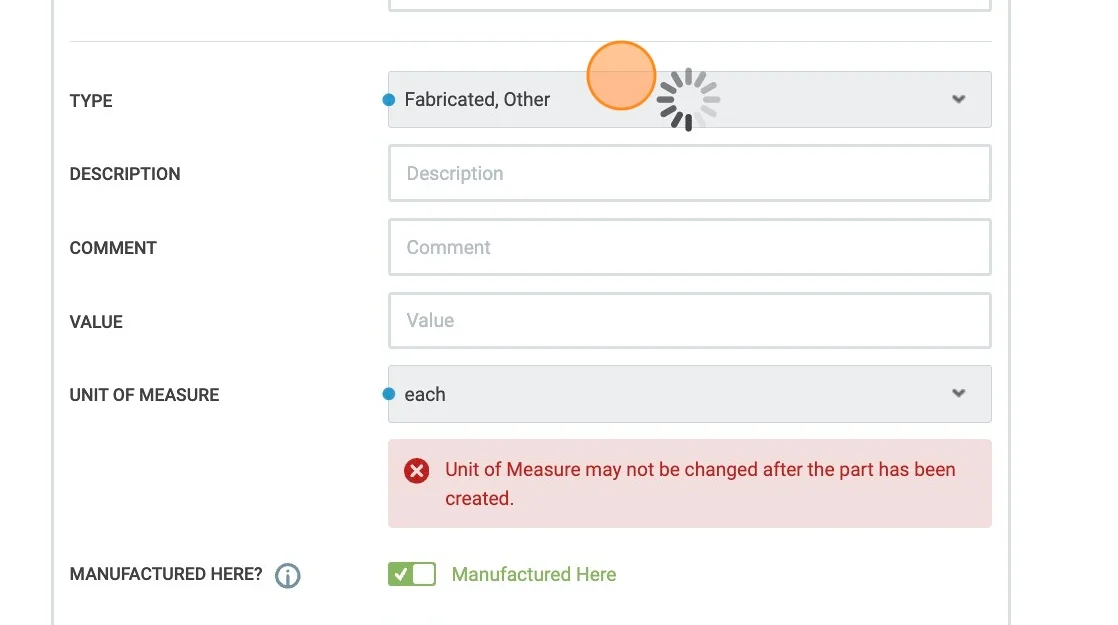 TYPE
Fabricated, Other
DESCRIPTION
Description
COMMENT
Comment
VALUE
Value
UNIT OF MEASURE
each
Unit of Measure may not be changed after the part has been
created.
MANUFACTURED HERE?
Manufactured Here